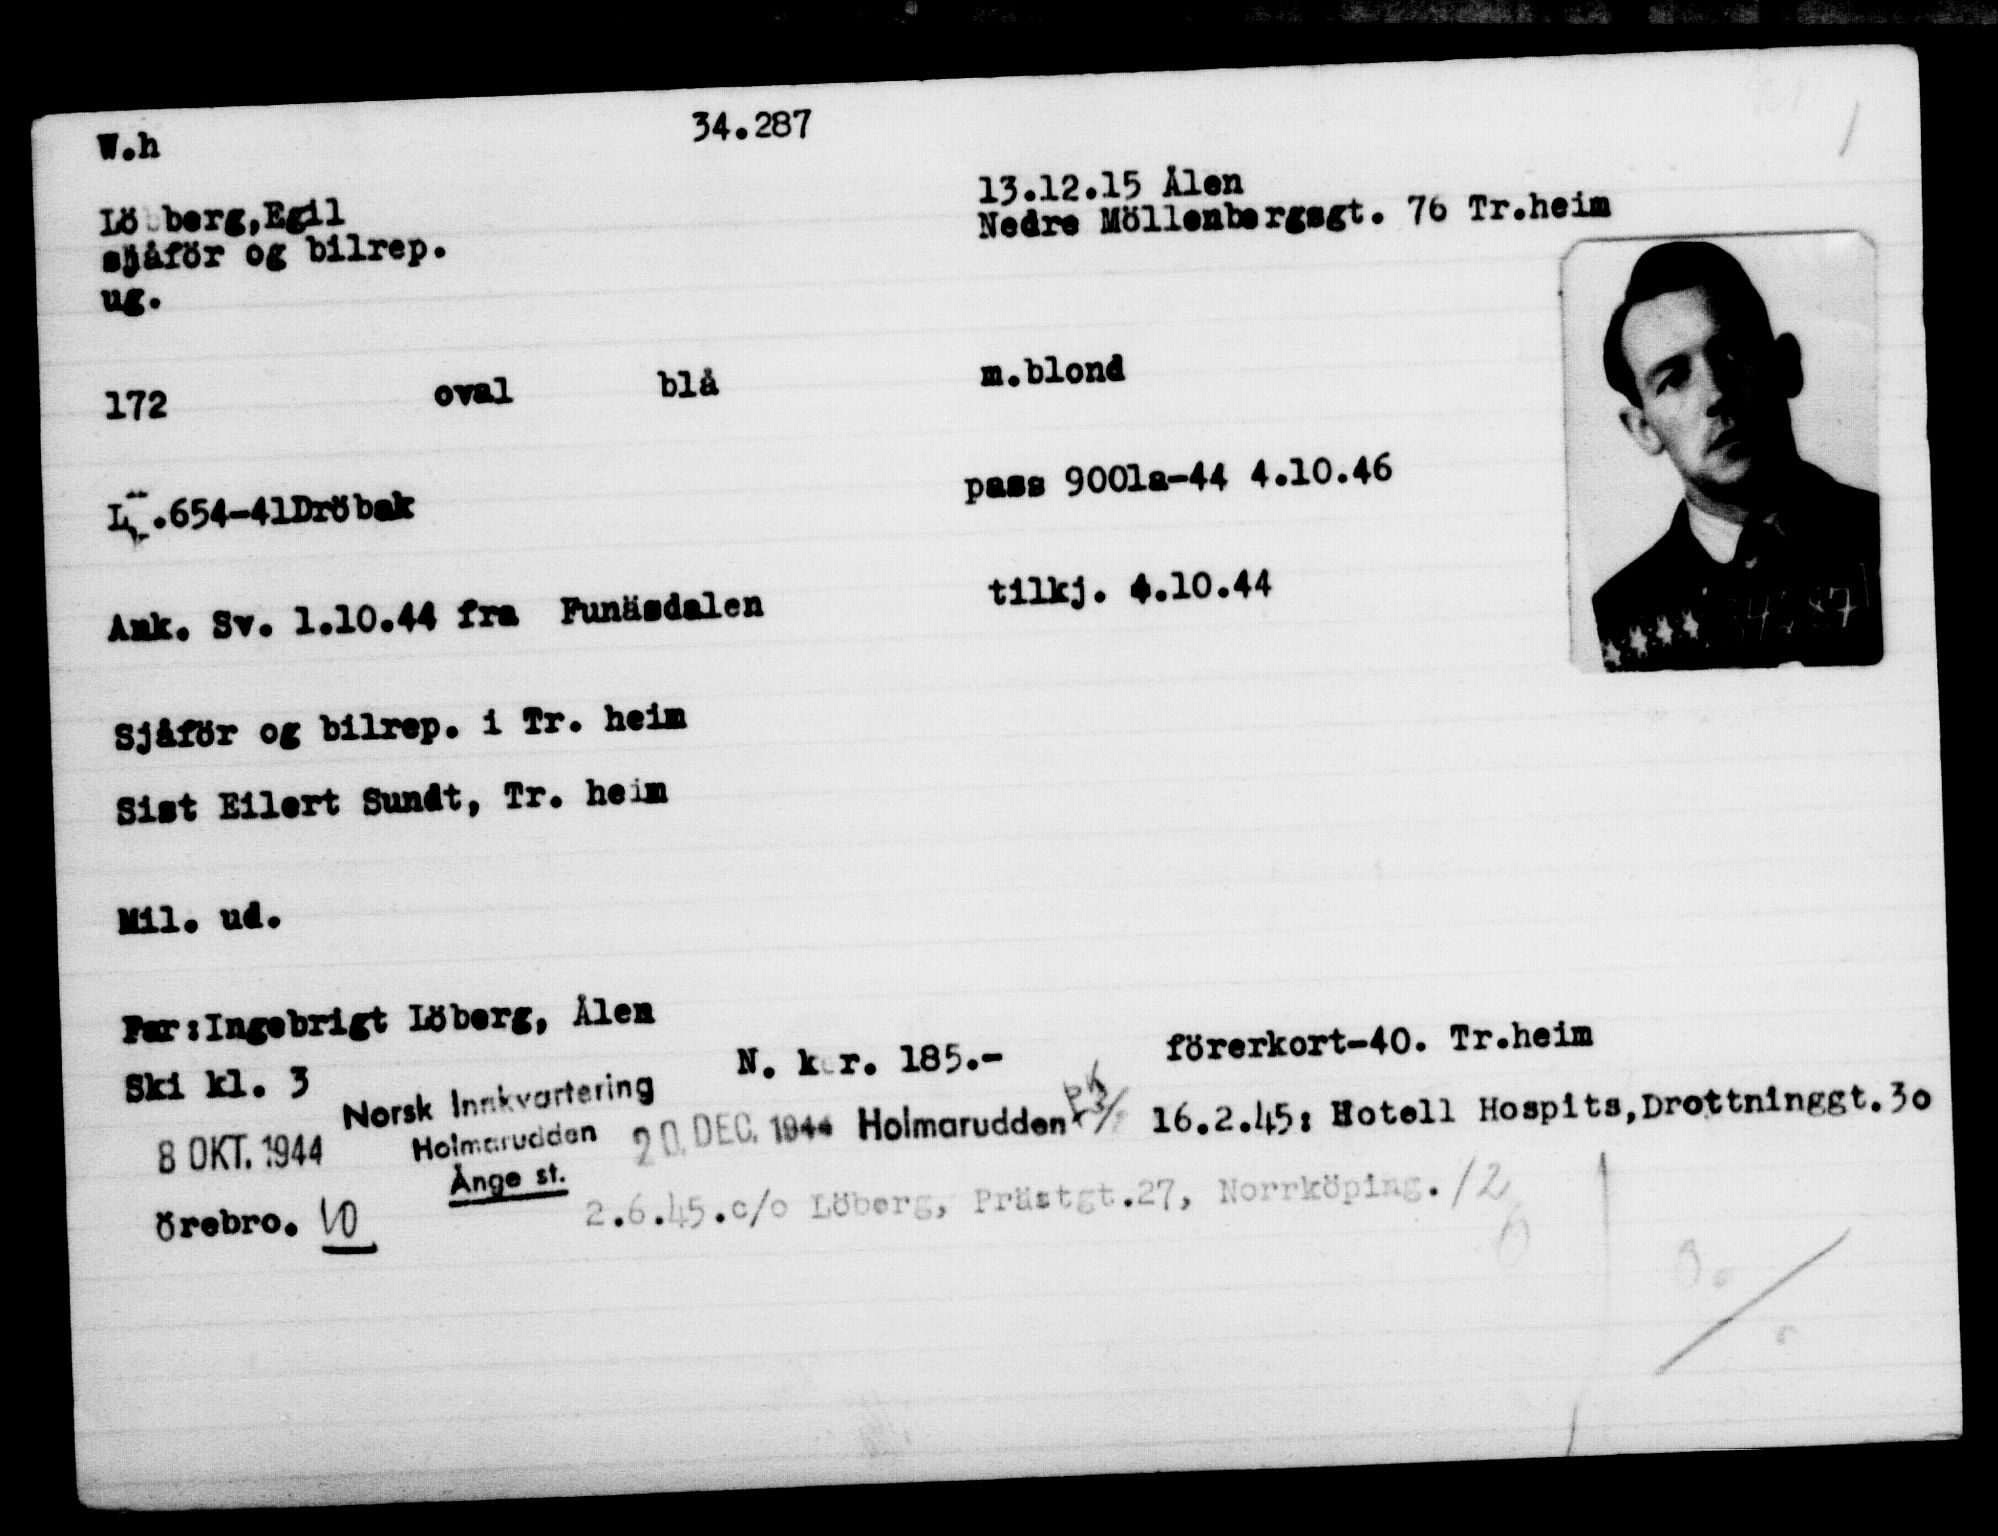 W.h 34.287
13.12.15 Ålen
Löberg,Egil
Nedre Möllenbergsgt. 76 Tr.heim
sjåför og bilrep.
ug.
172 oval blå m.blond
.654-41Dröbak pass 9001a-44 4.10.46
Ank. Sv. 1.10.44 fra Funäsdalen tilkj. 4.10.44
Sjåför og bilrep. i Tr. heim
Sist Eilert Sundt, Tr. heim
Mil. ud.
Far:Ingebrigt Löberg, Ålen
Ski kl. 3 N. k r. 185.- förerkort-40. Tr.heim
8 OKT. 1944 Norsk Innkvartering
Holmarudden
Ånge st.
20. DEC. 1944 Holmarudden 16.2.45: Hotell Hospits,Drottninggt.30
örebro. 10 2.6.45.c/o Löberg, Prästgt.27, Norrköping.